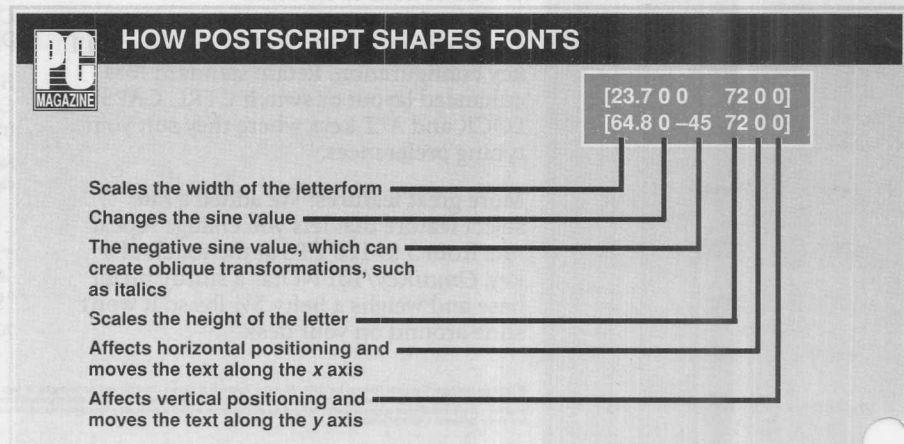 PC
MAGAZINE
HOW POSTSCRIPT SHAPES FONTS
[23.7 0 0 72 0 0]
[64.8 0 –45 72 0 0]
Scales the width of the letterform
Changes the sine value
The negative sine value, which can
create oblique transformations, such
as italics
Scales the height of the letter
Affects horizontal positioning and
moves the text along the x axis
Affects vertical positioning and
moves the text along the y axis